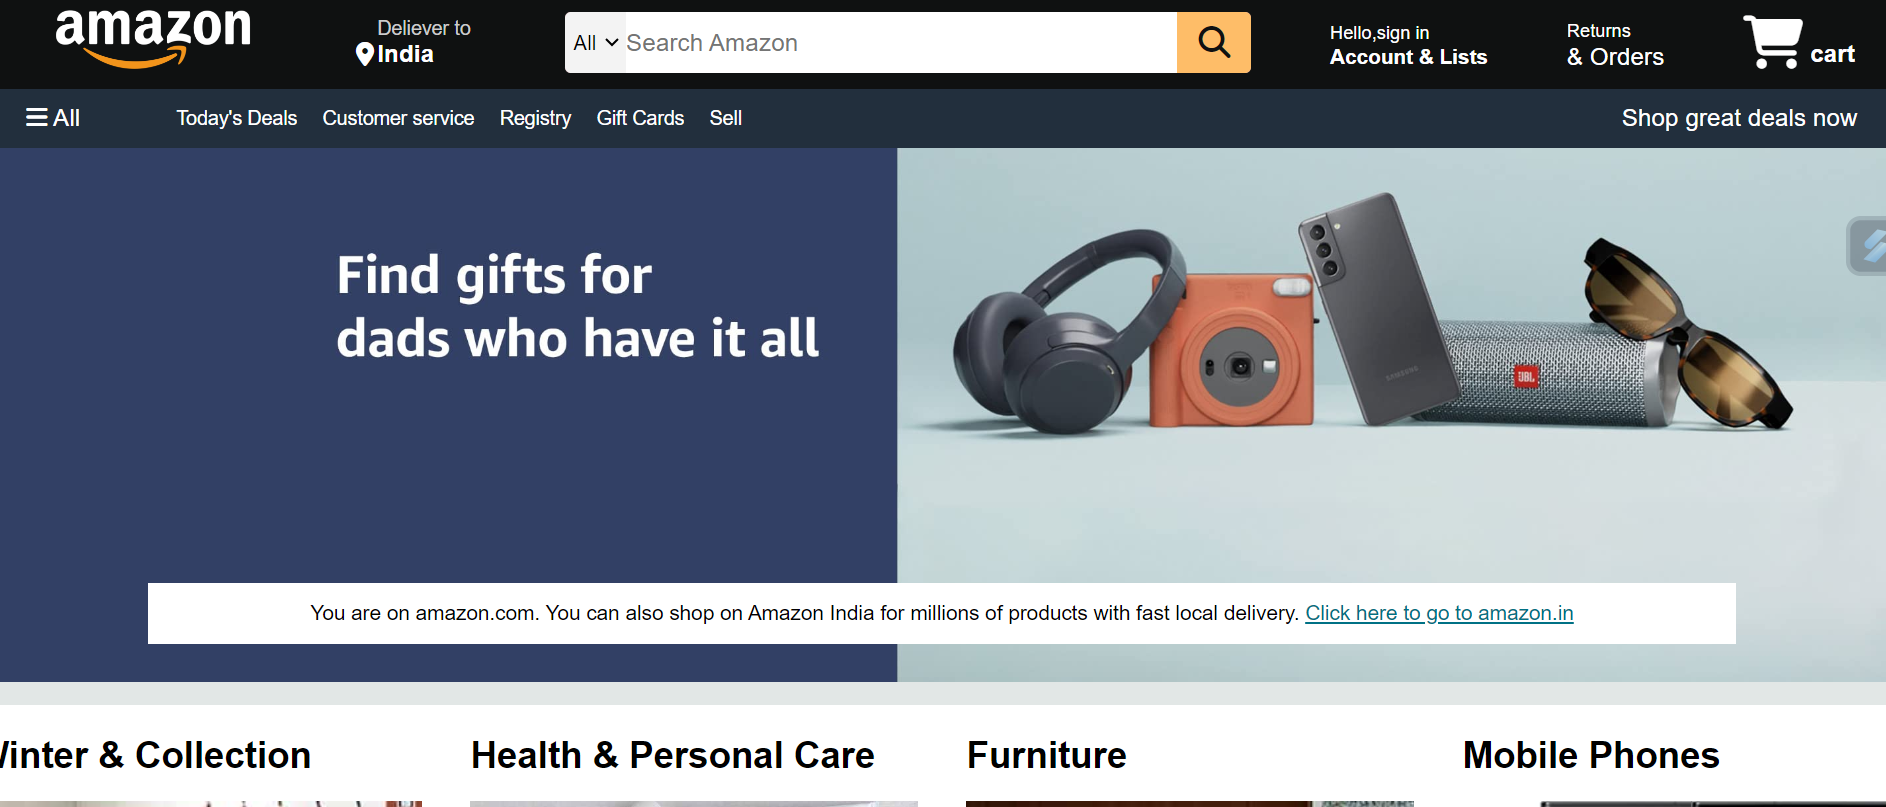 amazon
Deliever to
India
All
Search Amazon
Hello,sign in
Account & Lists
Returns
& Orders
cart
All
Today's Deals
Customer service
Registry
Gift Cards
Sell
Shop great deals now
Find gifts for
dads who have it all
SAMSUNG
JBL
You are on amazon.com. You can also shop on Amazon India for millions of products with fast local delivery. Click here to go to amazon.in
inter & Collection
Health & Personal Care
Furniture
Mobile Phones